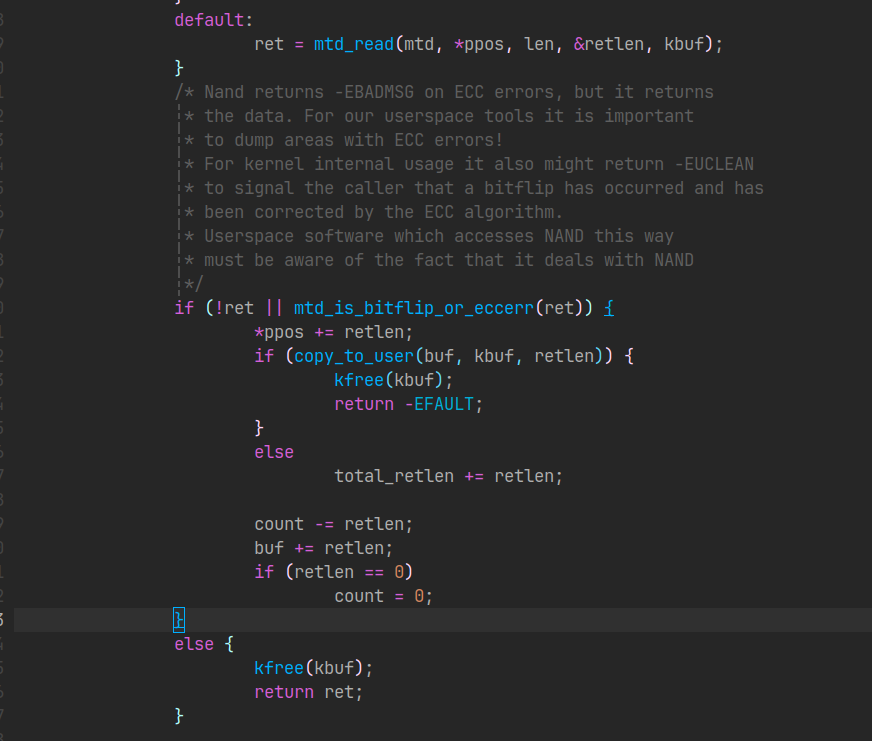 }
default:
ret = mtd_read(mtd, *ppos, len, &retlen, kbuf);
}
/* Nand returns -EBADMSG on ECC errors, but it returns
* the data. For our userspace tools it is important
* to dump areas with ECC errors!
* For kernel internal usage it also might return -EUCLEAN
* to signal the caller that a bitflip has occurred and has
* been corrected by the ECC algorithm.
* Userspace software which accesses NAND this way
* must be aware of the fact that it deals with NAND
*/
if (!ret || mtd_is_bitflip_or_eccerr(ret)) {
*ppos += retlen;
if (copy_to_user(buf, kbuf, retlen)) {
kfree(kbuf);
return -EFAULT;
}
else
total_retlen += retlen;
count -= retlen;
buf += retlen;
if (retlen == 0)
count = 0;
}
else {
kfree(kbuf);
return ret;
}